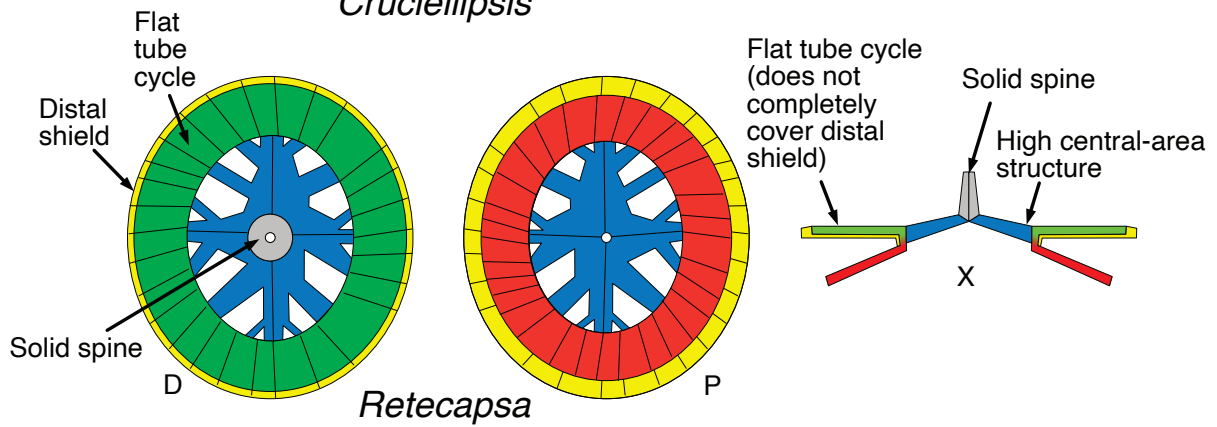 Cruciellipsis
Flat
tube
cycle
Distal
shield
Solid spine
D
Retecapsa
P
Flat tube cycle
(does not
completely
cover distal
shield)
Solid spine
High central-area
structure
X